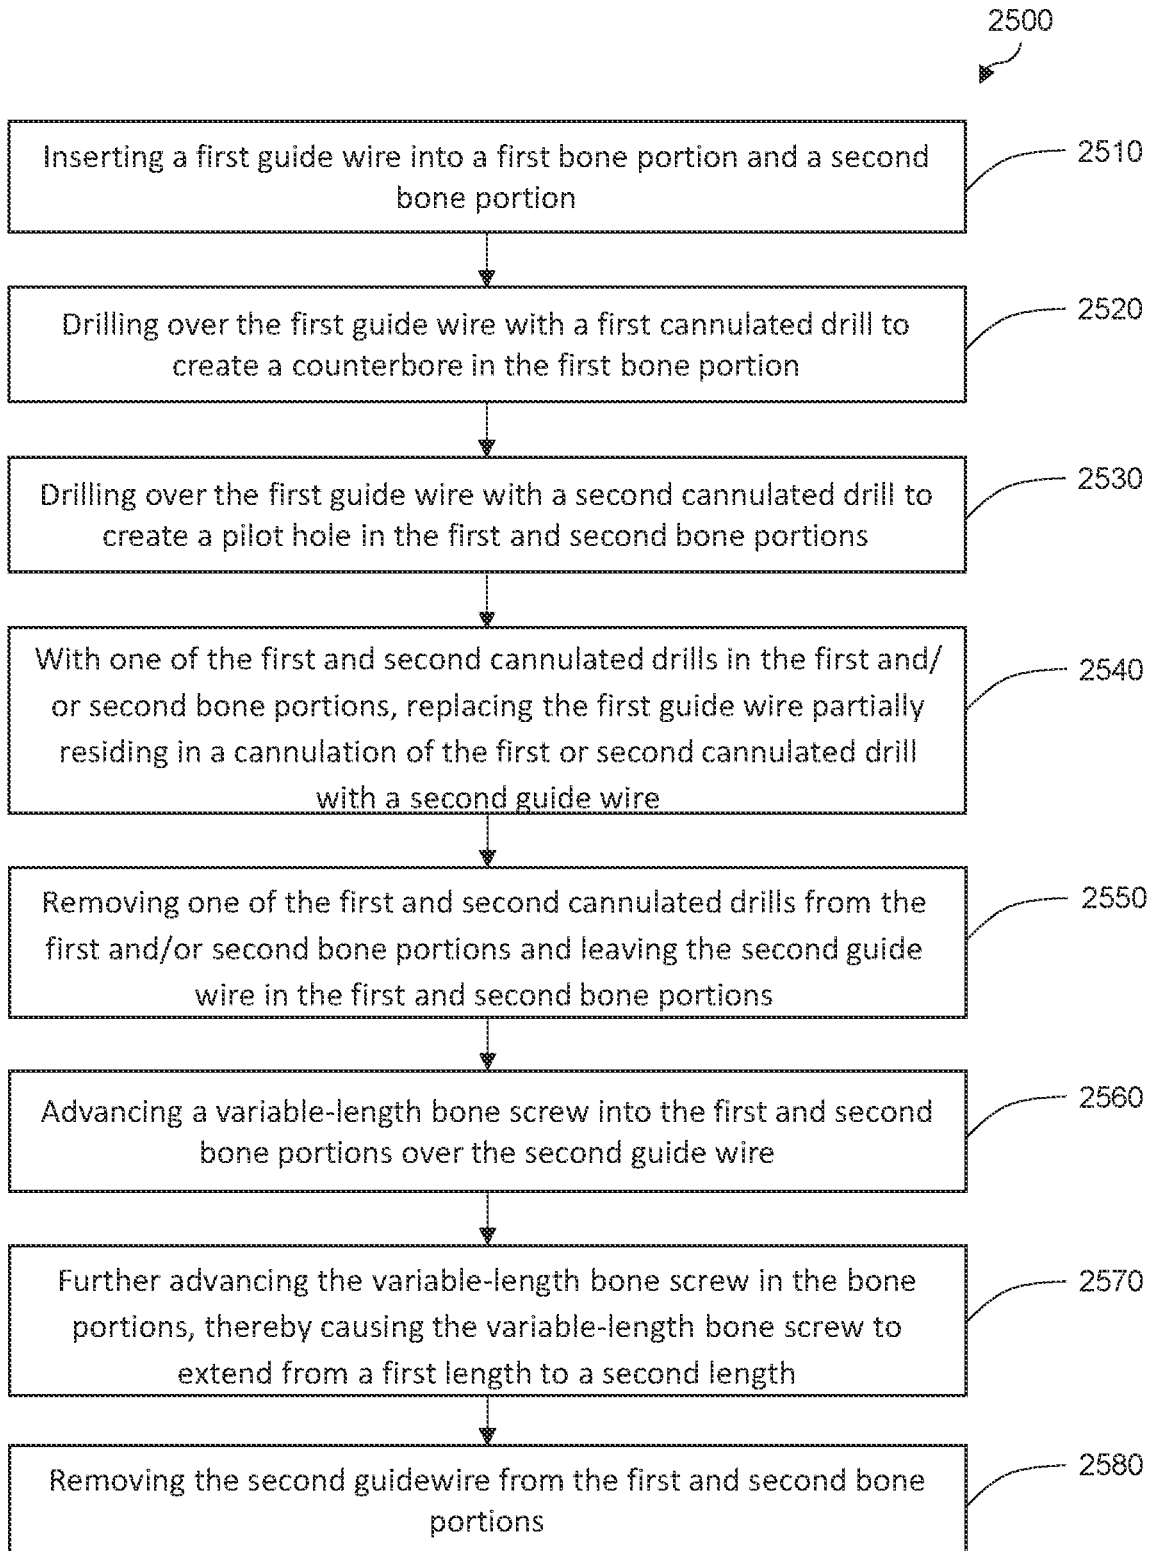 2500
Inserting a first guide wire into a first bone portion and a second
bone portion
2510
Drilling over the first guide wire with a first cannulated drill to
create a counterbore in the first bone portion
2520
Drilling over the first guide wire with a second cannulated drill to
create a pilot hole in the first and second bone portions
2530
With one of the first and second cannulated drills in the first and/
or second bone portions, replacing the first guide wire partially
residing in a cannulation of the first or second cannulated drill
with a second guide wire
2540
Removing one of the first and second cannulated drills from the
first and/or second bone portions and leaving the second guide
wire in the first and second bone portions
2550
Advancing a variable-length bone screw into the first and second
bone portions over the second guide wire
2560
Further advancing the variable-length bone screw in the bone
portions, thereby causing the variable-length bone screw to
extend from a first length to a second length
2570
Removing the second guidewire from the first and second bone
portions
2580